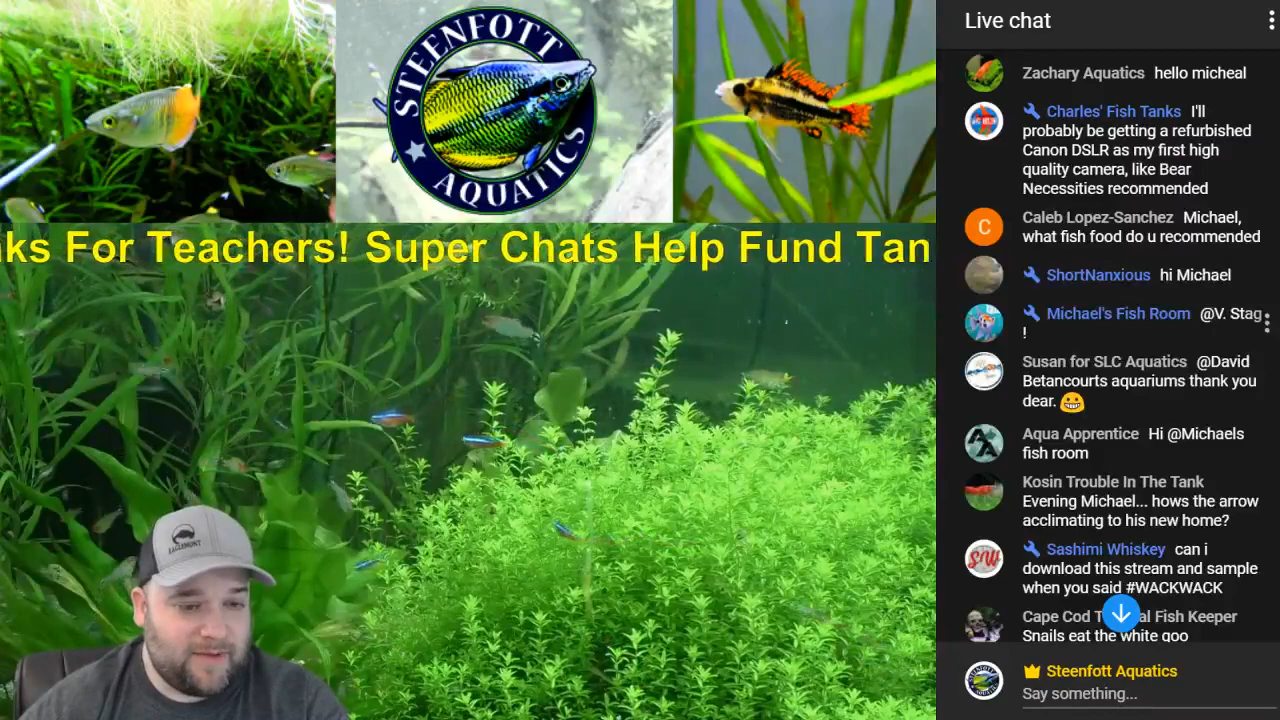 STEENFOTT
AQUATICS
ks For Teachers! Super Chats Help Fund Tan
EAGLEMONT
Live chat
Zachary Aquatics hello micheal
Charles' Fish Tanks I'll
probably be getting a refurbished
Canon DSLR as my first high
quality camera, like Bear
Necessities recommended
C
Caleb Lopez-Sanchez Michael,
what fish food do u recommended
ShortNanxious hi Michael
Michael's Fish Room @V. Stag
!
Susan for SLC Aquatics @David
Betancourts aquariums thank you
dear.
Aqua Apprentice Hi @Michaels
fish room
Kosin Trouble In The Tank
Evening Michael... hows the arrow
acclimating to his new home?
SW
Sashimi Whiskey can i
download this stream and sample
when you said #WACKWACK
Cape Cod T al Fish Keeper
Snails eat the white goo
Steenfott Aquatics
Say something...